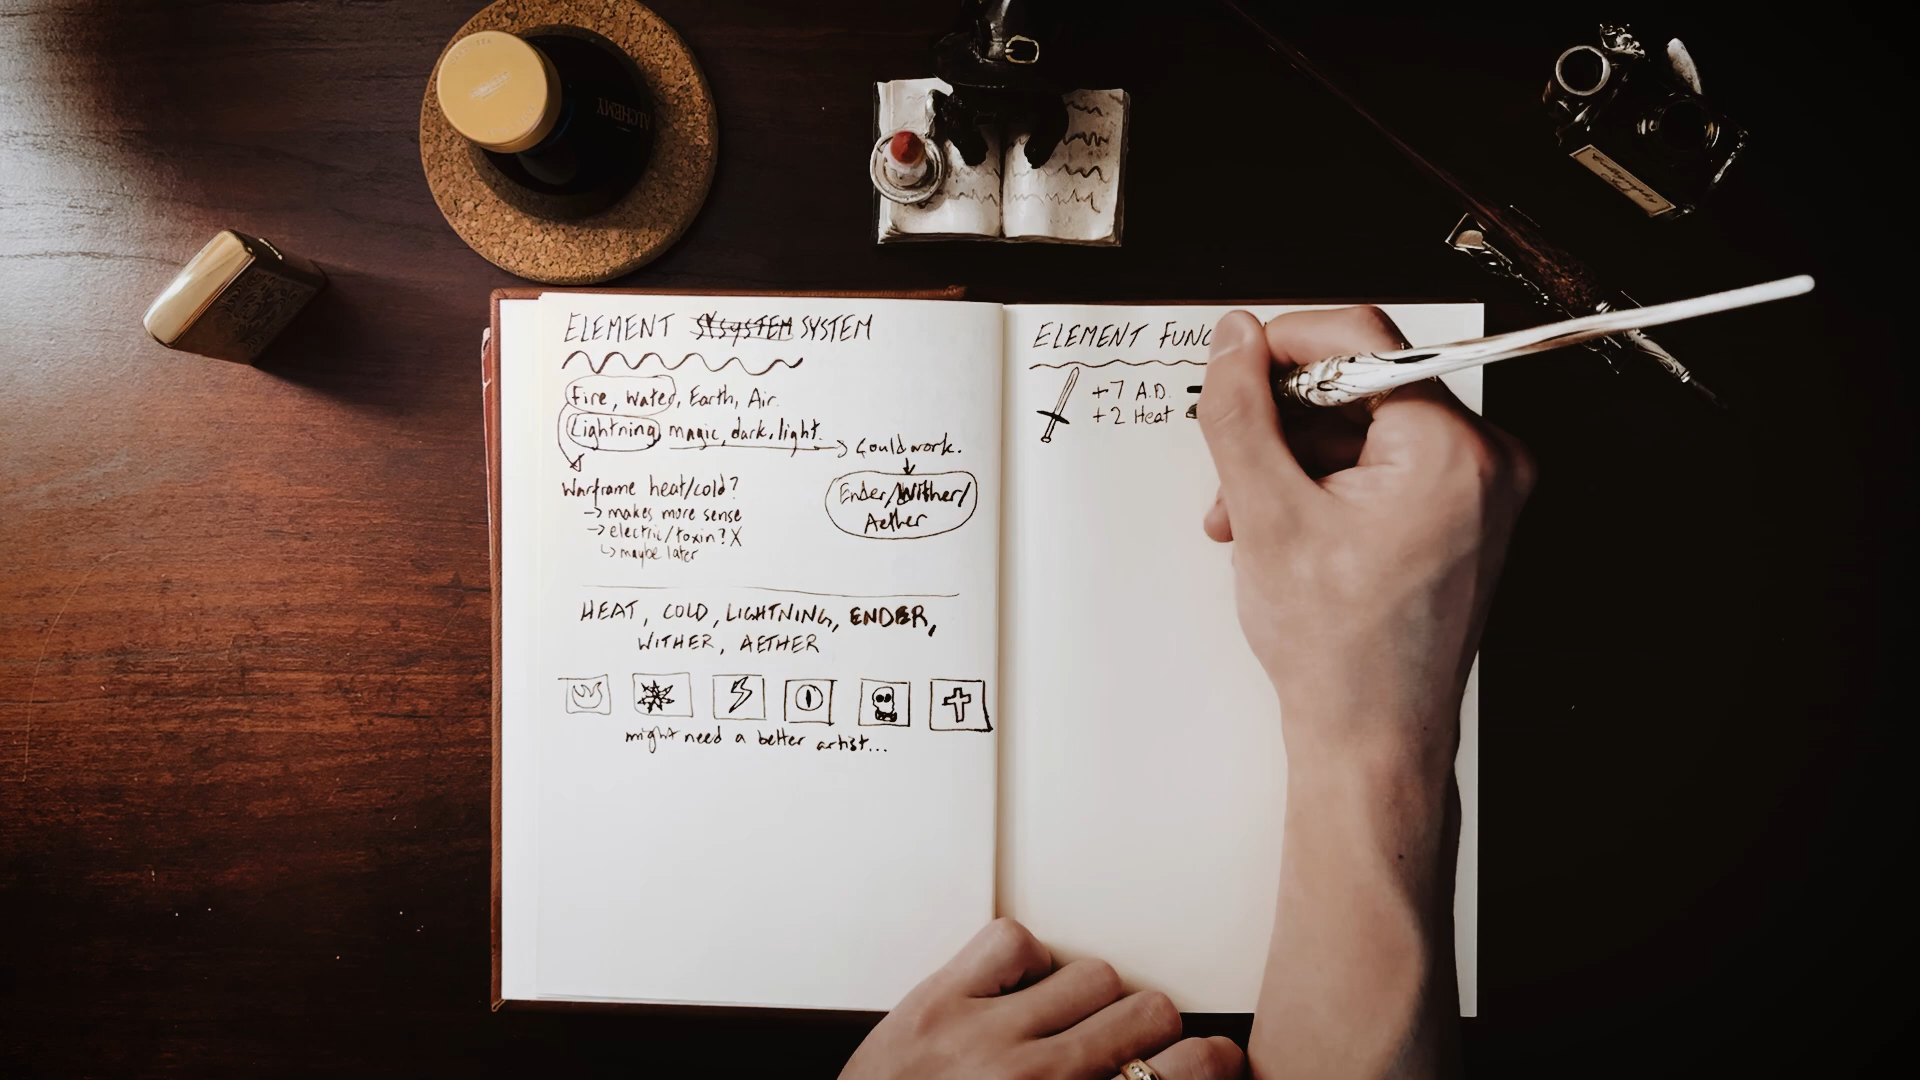 ALCHEMY
ELEMENT SYSYSTEM SYSTEM
Fire, Water, Earth, Air.
Lightning magic, dark, light.
Could work.
Ender/Wither/
Aether
Warframe heat/cold?
→ makes more sense
→ electric/toxin? X
↳ maybe later
HEAT, COLD, LIGHTNING, ENDER,
WITHER, AETHER
might need a better artist...
ELEMENT FUNC
+7 A.D.
+2 Heat